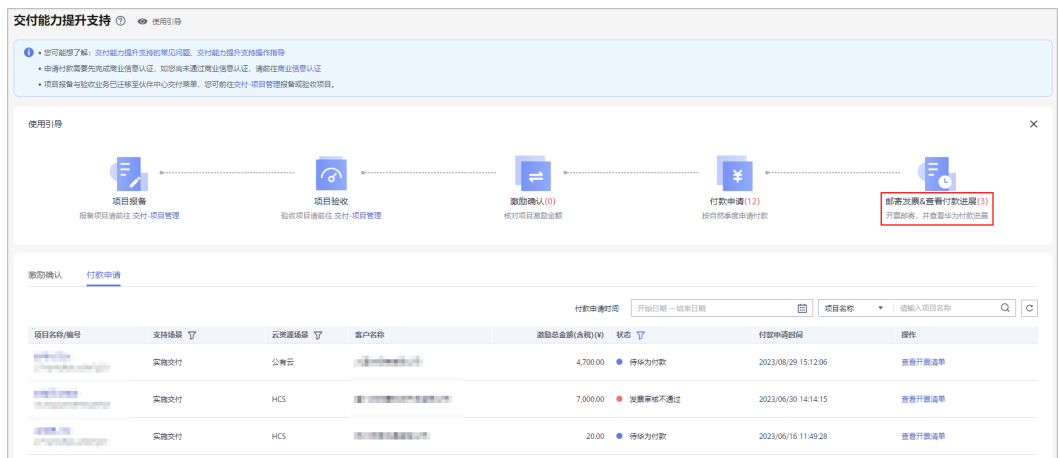 交付能力提升支持 使用引导
• 您可能想了解：交付能力提升支持的常见问题、交付能力提升支持操作指导
• 申请付款需要先完成商业信息认证，如您尚未通过商业信息认证，请前往商业信息认证
• 项目报备与验收业务已迁移至伙伴中心交付菜单，您可前往交付-项目管理报备或验收项目。
使用引导
项目报备 项目验收 激励确认(0) 付款申请(12) 邮寄发票&查看付款进展(3)
报备项目请前往 交付-项目管理 验收项目请前往 交付-项目管理 核对项目激励金额 按自然季度申请付款 开票邮寄，并查看华为付款进展
激励确认 付款申请
付款申请时间 开始日期 – 结束日期 项目名称 请输入项目名称
项目名称/编号 支持场景 云资源场景 客户名称 激励总金额(含税)(¥) 状态 付款申请时间 操作
实施交付 公有云 4,700.00 待华为付款 2023/08/29 15:12:06 查看开票清单
实施交付 HCS 7,000.00 发票审核不通过 2023/06/30 14:14:15 查看开票清单
实施交付 HCS 20.00 待华为付款 2023/06/16 11:49:28 查看开票清单